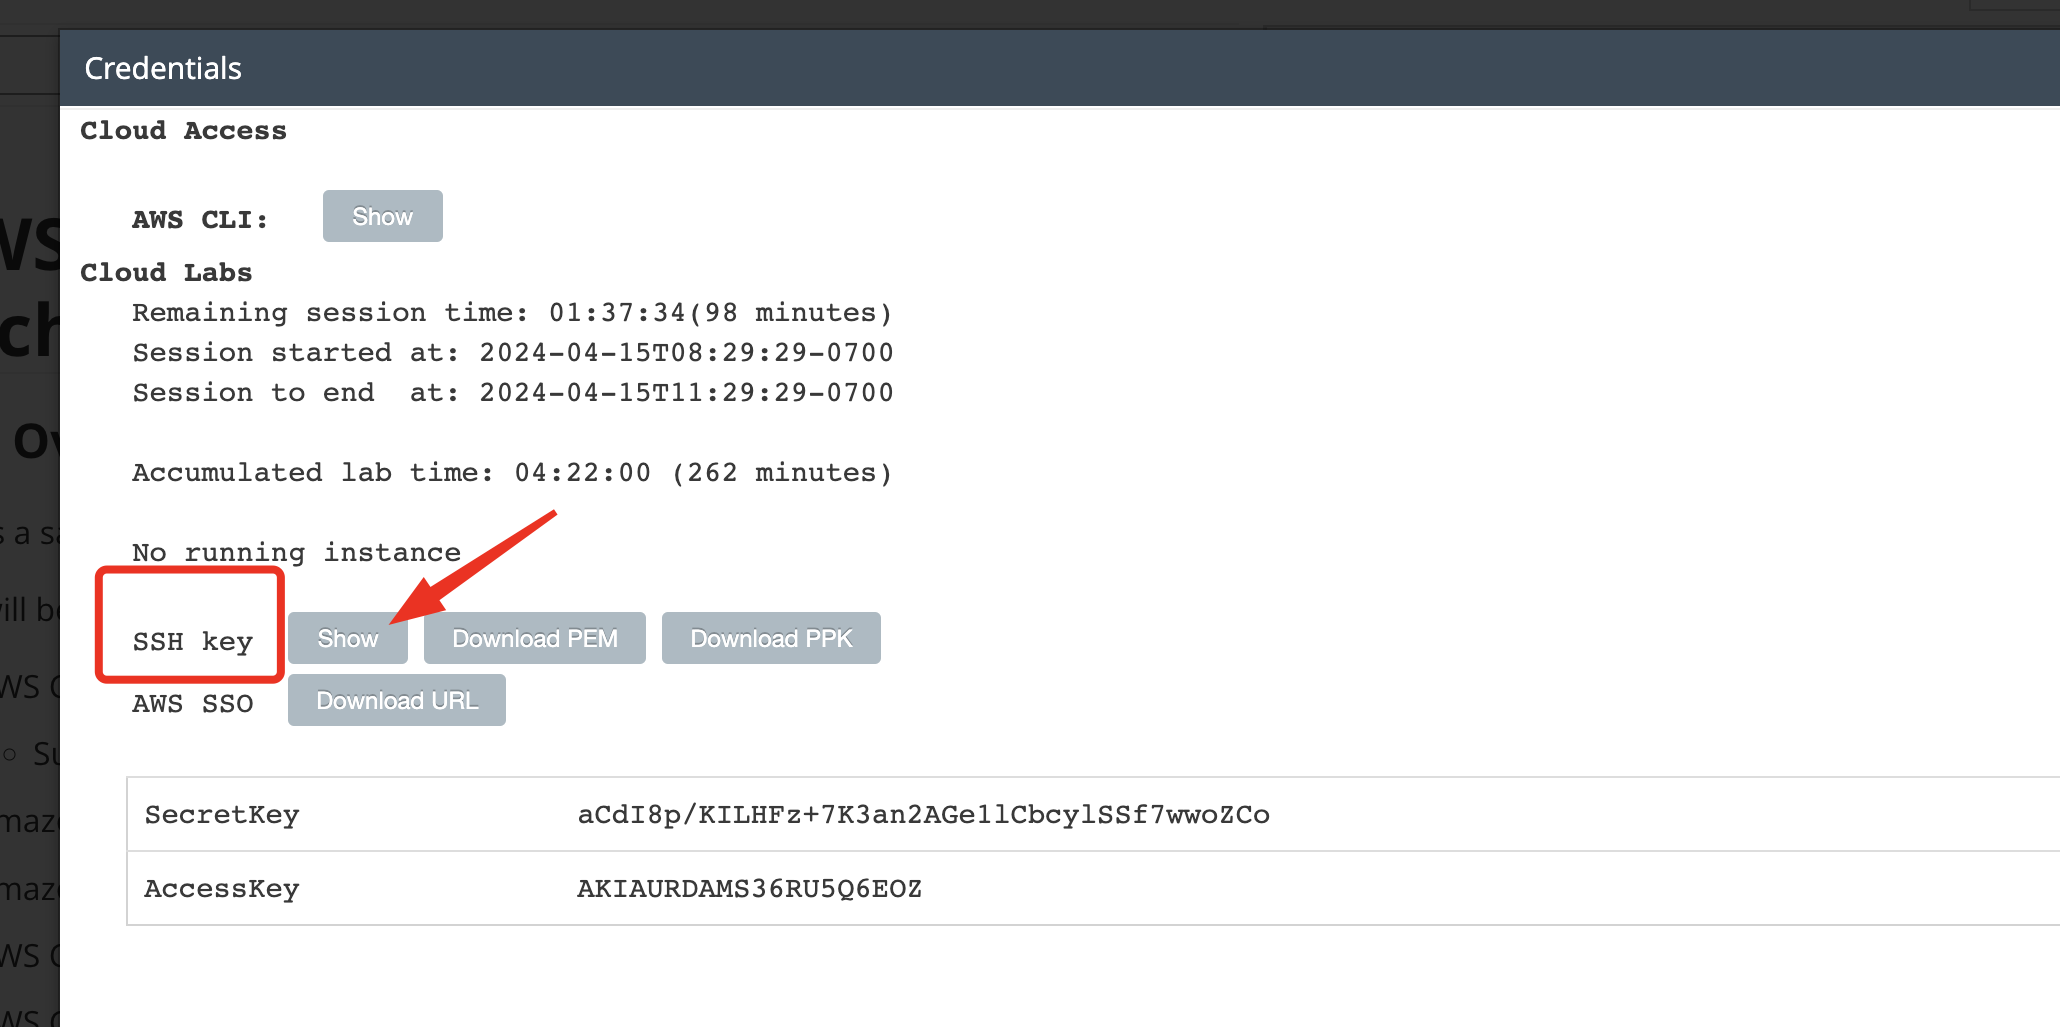 Credentials
Cloud Access
AWS CLI: Show
Cloud Labs
Remaining session time: 01:37:34(98 minutes)
Session started at: 2024-04-15T08:29:29-0700
Session to end  at: 2024-04-15T11:29:29-0700
Accumulated lab time: 04:22:00 (262 minutes)
No running instance
SSH key Show Download PEM Download PPK
AWS SSO Download URL
SecretKey aCdI8p/KILHFz+7K3an2AGe1lCbcylSSf7wwoZCo
AccessKey AKIAURDAMS36RU5Q6EOZ